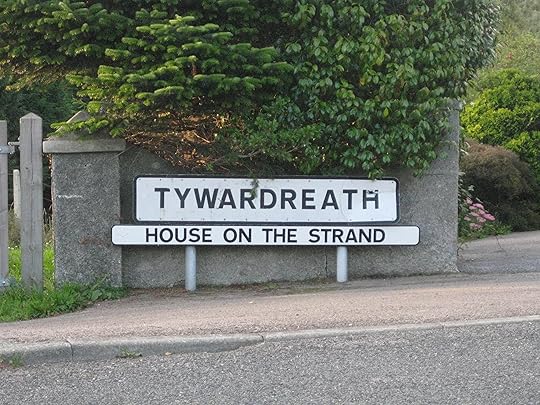 TYWARDREATH
HOUSE ON THE STRAND